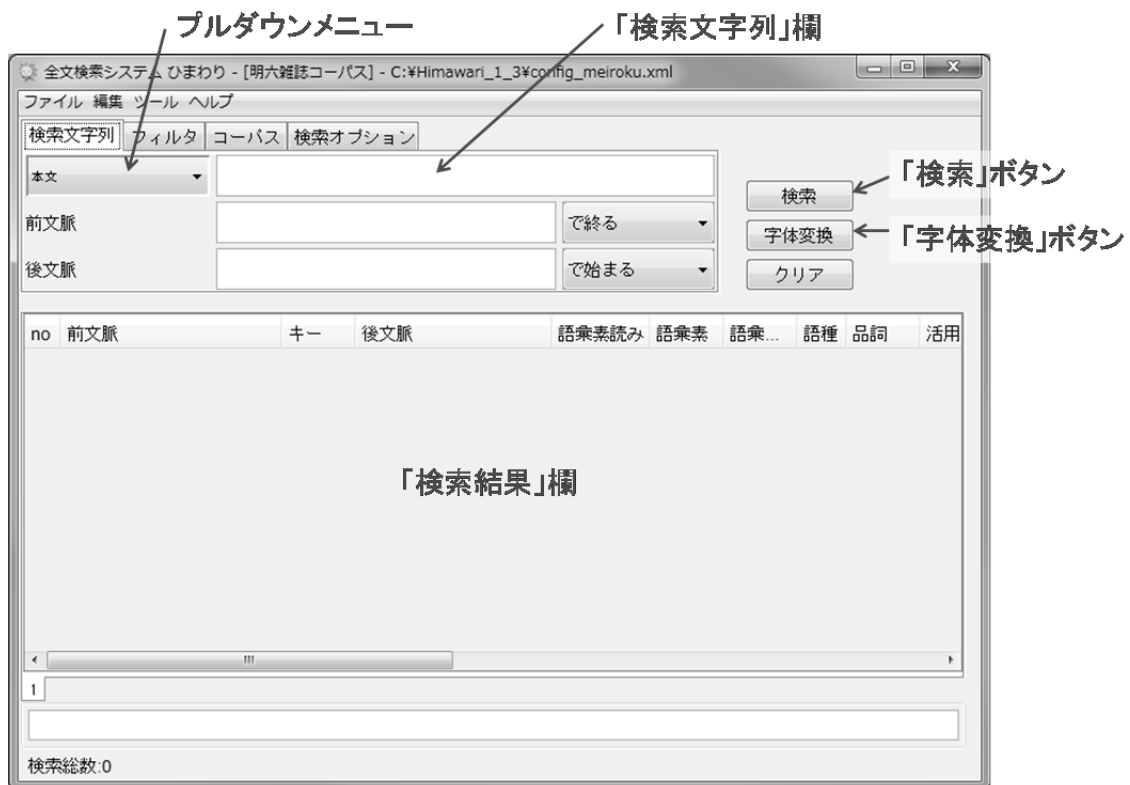 プルダウンメニュー 「検索文字列」欄
全文検索システム ひまわり - [明六雑誌コーパス] - C:¥Himawari_1_3¥config_meiroku.xml
ファイル 編集 ツール ヘルプ
検索文字列 フィルタ コーパス 検索オプション
本文
検索 「検索」ボタン
前文脈 で終る
字体変換 「字体変換」ボタン
後文脈 で始まる
クリア
no 前文脈 キー 後文脈 語彙素読み 語彙素 語彙... 語種 品詞 活用
「検索結果」欄
1
検索総数:0